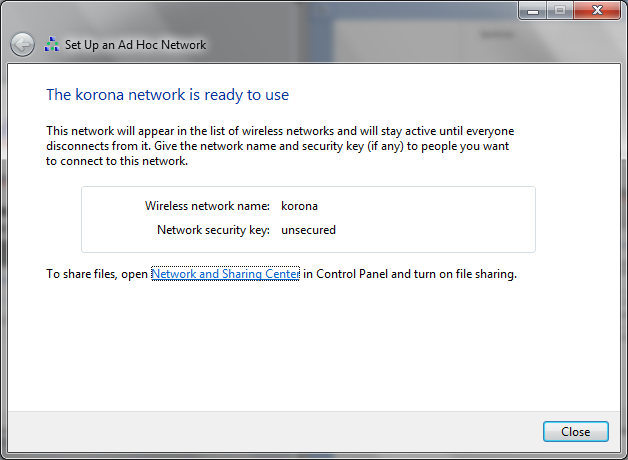 Set Up an Ad Hoc Network
The korona network is ready to use
This network will appear in the list of wireless networks and will stay active until everyone
disconnects from it. Give the network name and security key (if any) to people you want
to connect to this network.
Wireless network name: korona
Network security key: unsecured
To share files, open Network and Sharing Center in Control Panel and turn on file sharing.
Close